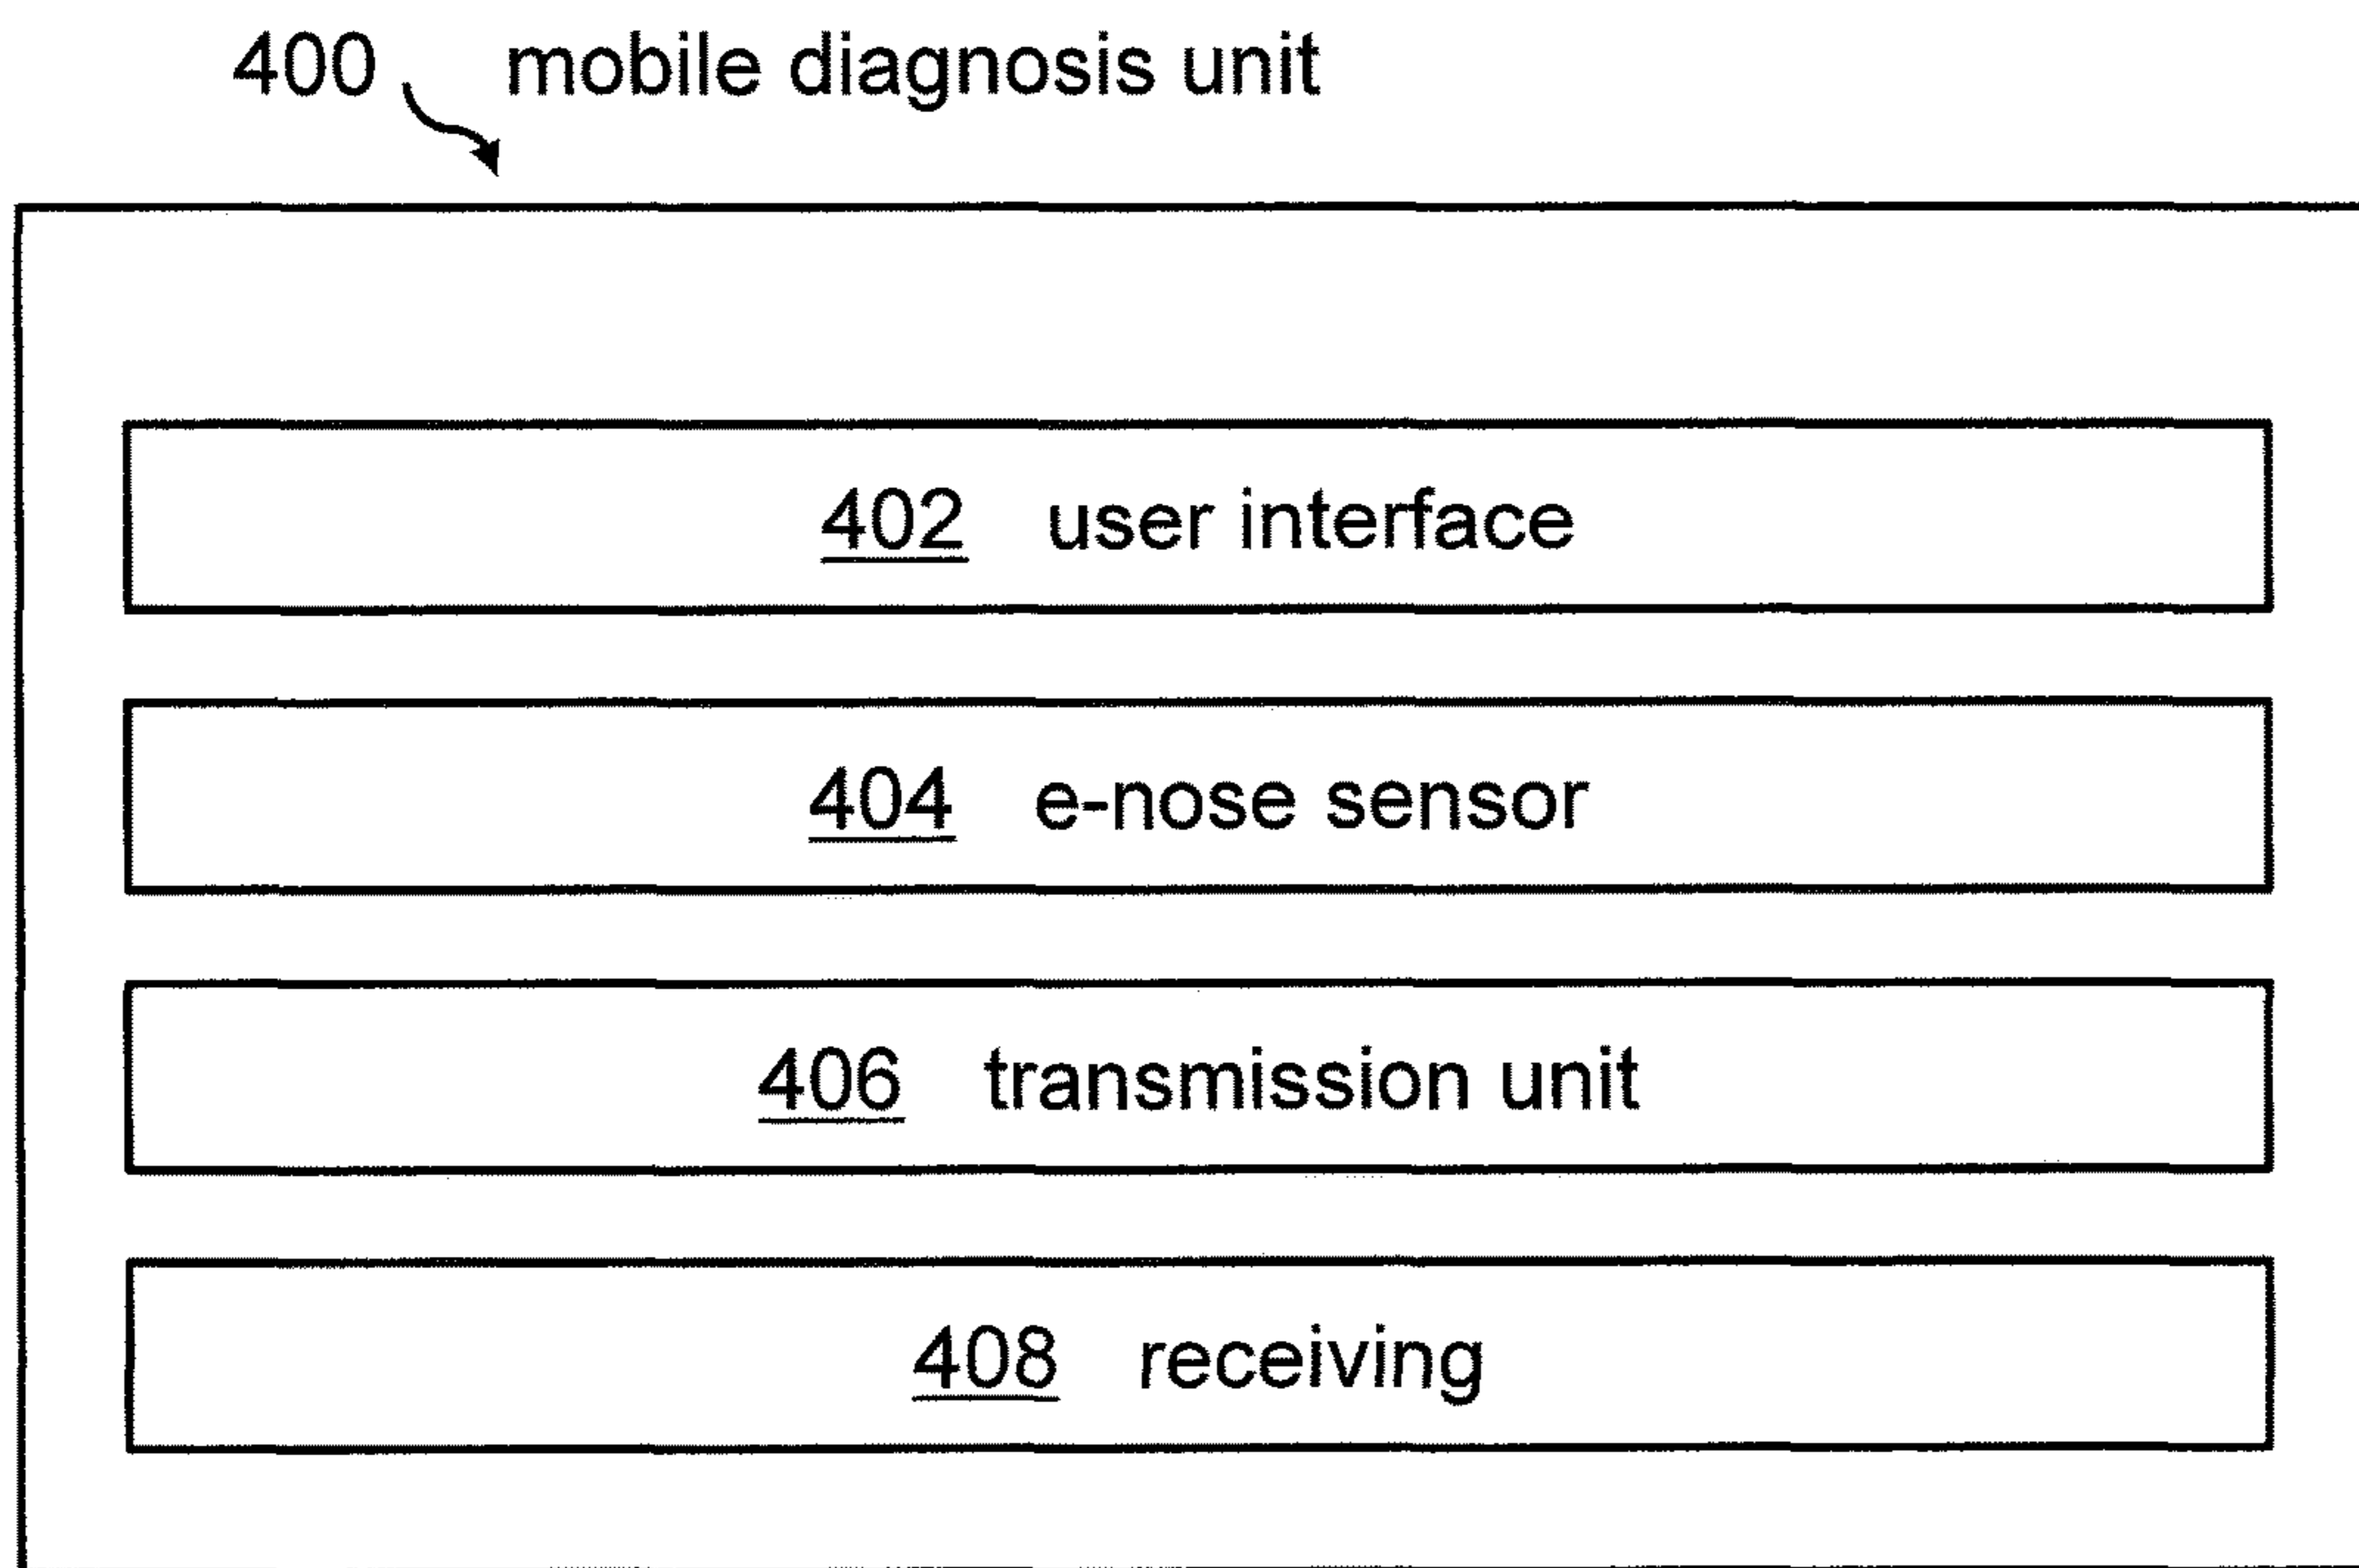 400 mobile diagnosis unit
402 user interface
404 e-nose sensor
406 transmission unit
408 receiving